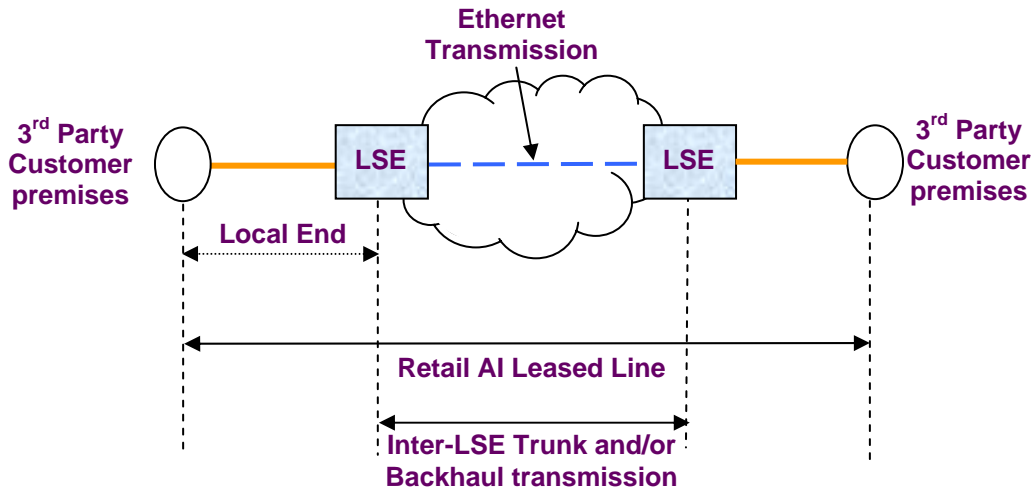 Ethernet
Transmission
3rd Party
Customer
premises
LSE
LSE
3rd Party
Customer
premises
Local End
Retail AI Leased Line
Inter-LSE Trunk and/or
Backhaul transmission